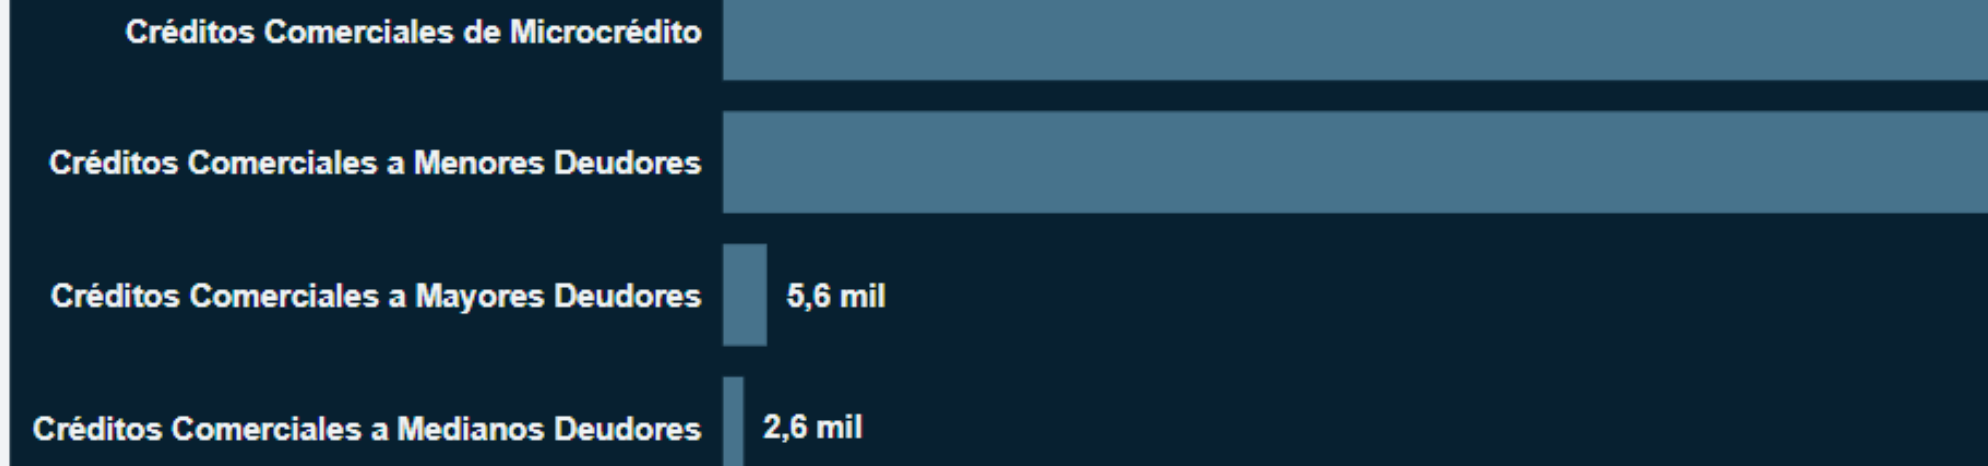 Créditos Comerciales de Microcrédito
Créditos Comerciales a Menores Deudores
Créditos Comerciales a Mayores Deudores 5,6 mil
Créditos Comerciales a Medianos Deudores 2,6 mil